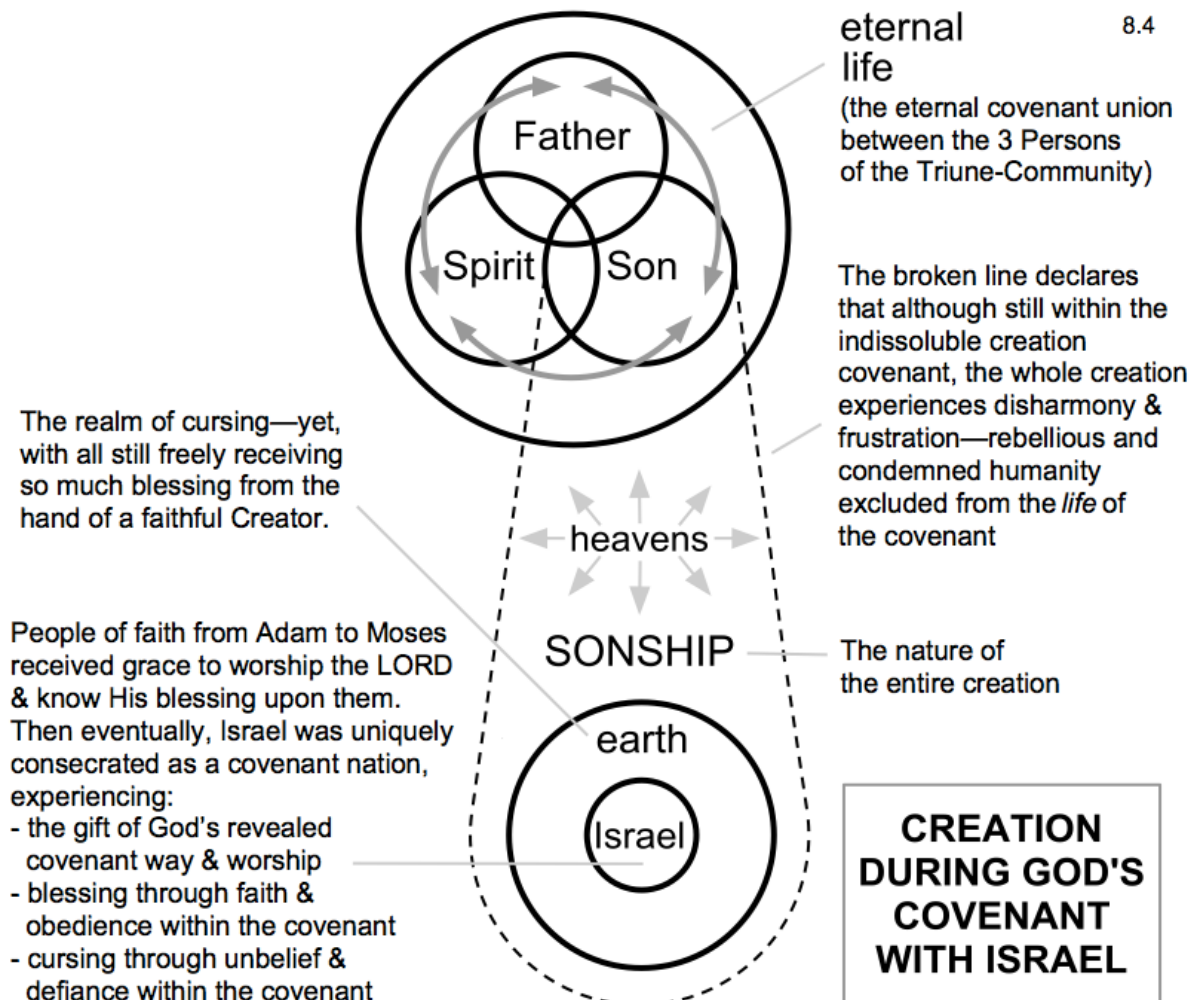 eternal
life
8.4
(the eternal covenant union
between the 3 Persons
of the Triune-Community)
Father
Spirit
Son
The broken line declares
that although still within the
indissoluble creation
covenant, the whole creation
experiences disharmony &
frustration—rebellious and
condemned humanity
excluded from the life of
the covenant
The realm of cursing—yet,
with all still freely receiving
so much blessing from the
hand of a faithful Creator.
heavens
SONSHIP
The nature of
the entire creation
People of faith from Adam to Moses
received grace to worship the LORD
& know His blessing upon them.
Then eventually, Israel was uniquely
consecrated as a covenant nation,
experiencing:
- the gift of God's revealed
covenant way & worship
- blessing through faith &
obedience within the covenant
- cursing through unbelief &
defiance within the covenant
earth
Israel
CREATION
DURING GOD'S
COVENANT
WITH ISRAEL